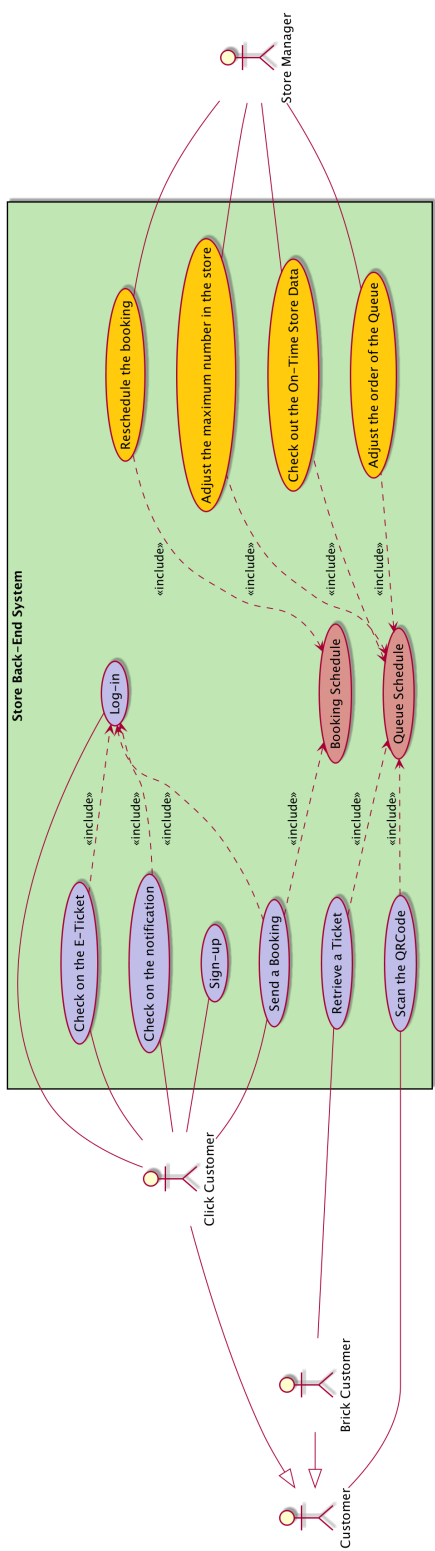 Store Back-End System
Store Manager
Reschedule the booking
Adjust the maximum number in the store
Check out the On-Time Store Data
Adjust the order of the Queue
«include»
«include»
«include»
«include»
Log-in
Booking Schedule
Queue Schedule
«include»
«include»
«include»
«include»
«include»
«include»
Check on the E-Ticket
Check on the notification
Sign-up
Send a Booking
Retrieve a Ticket
Scan the QRCode
Click Customer
Brick Customer
Customer